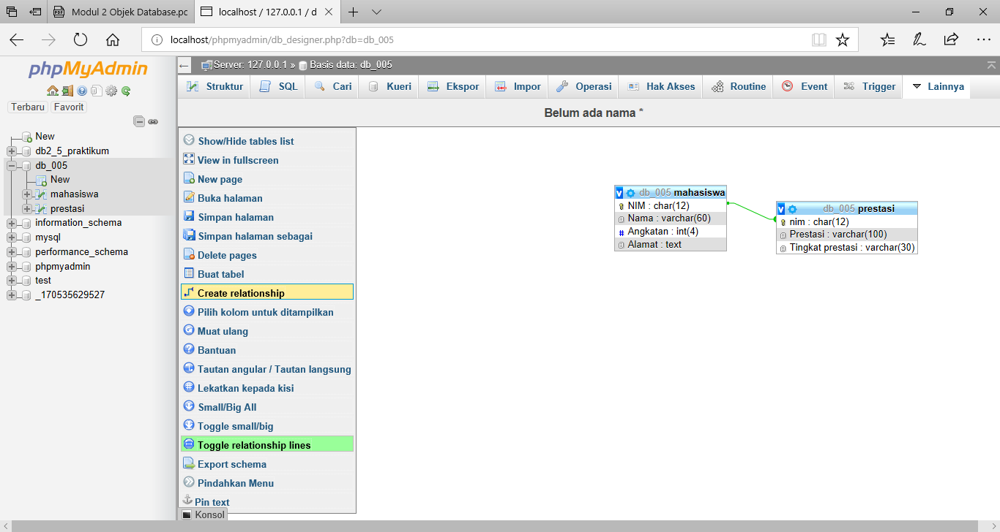 Modul 2 Objek Database.pc
localhost / 127.0.0.1 / d
localhost/phpmyadmin/db_designer.php?db=db_005
phpMyAdmin
Terbaru Favorit
New
db2_5_praktikum
db_005
New
mahasiswa
prestasi
information_schema
mysql
performance_schema
phpmyadmin
test
_170535629527
Server: 127.0.0.1 » Basis data: db_005
Struktur SQL Cari Kueri Ekspor Impor Operasi Hak Akses Routine Event Trigger Lainnya
Belum ada nama *
Show/Hide tables list
View in fullscreen
New page
Buka halaman
Simpan halaman
Simpan halaman sebagai
Delete pages
Buat tabel
Create relationship
Pilih kolom untuk ditampilkan
Muat ulang
Bantuan
Tautan angular / Tautan langsung
Lekatkan kepada kisi
Small/Big All
Toggle small/big
Toggle relationship lines
Export schema
Pindahkan Menu
Pin text
Konsol
v db_005 mahasiswa
NIM : char(12)
Nama : varchar(60)
# Angkatan : int(4)
Alamat : text
v db_005 prestasi
nim : char(12)
Prestasi : varchar(100)
Tingkat prestasi : varchar(30)